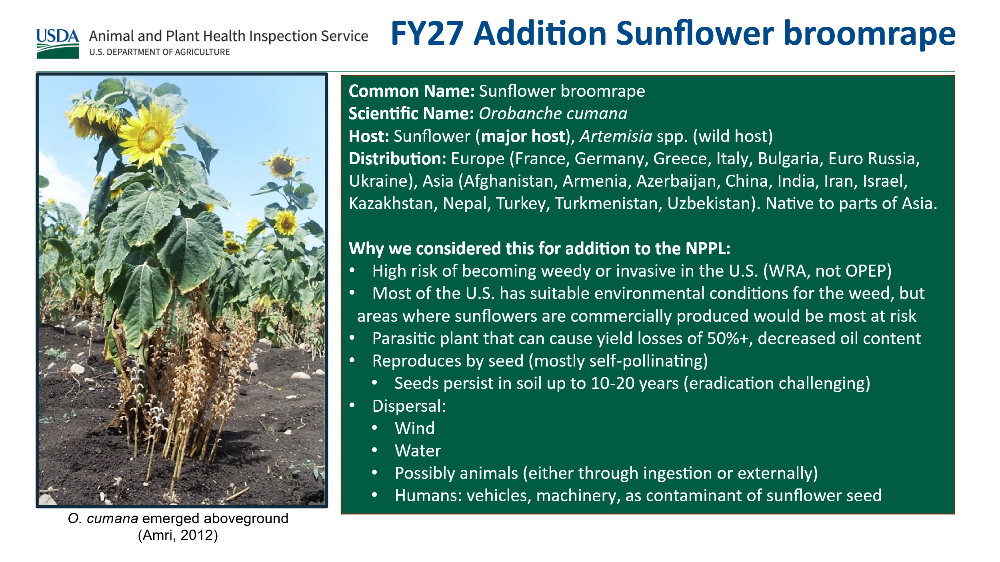 USDA Animal and Plant Health Inspection Service
U.S. DEPARTMENT OF AGRICULTURE
FY27 Addition Sunflower broomrape
Common Name: Sunflower broomrape
Scientific Name: Orobanche cumana
Host: Sunflower (major host), Artemisia spp. (wild host)
Distribution: Europe (France, Germany, Greece, Italy, Bulgaria, Euro Russia,
Ukraine), Asia (Afghanistan, Armenia, Azerbaijan, China, India, Iran, Israel,
Kazakhstan, Nepal, Turkey, Turkmenistan, Uzbekistan). Native to parts of Asia.
Why we considered this for addition to the NPPL:
• High risk of becoming weedy or invasive in the U.S. (WRA, not OPEP)
• Most of the U.S. has suitable environmental conditions for the weed, but
areas where sunflowers are commercially produced would be most at risk
• Parasitic plant that can cause yield losses of 50%+, decreased oil content
• Reproduces by seed (mostly self-pollinating)
• Seeds persist in soil up to 10-20 years (eradication challenging)
• Dispersal:
• Wind
• Water
• Possibly animals (either through ingestion or externally)
• Humans: vehicles, machinery, as contaminant of sunflower seed
O. cumana emerged aboveground
(Amri, 2012)